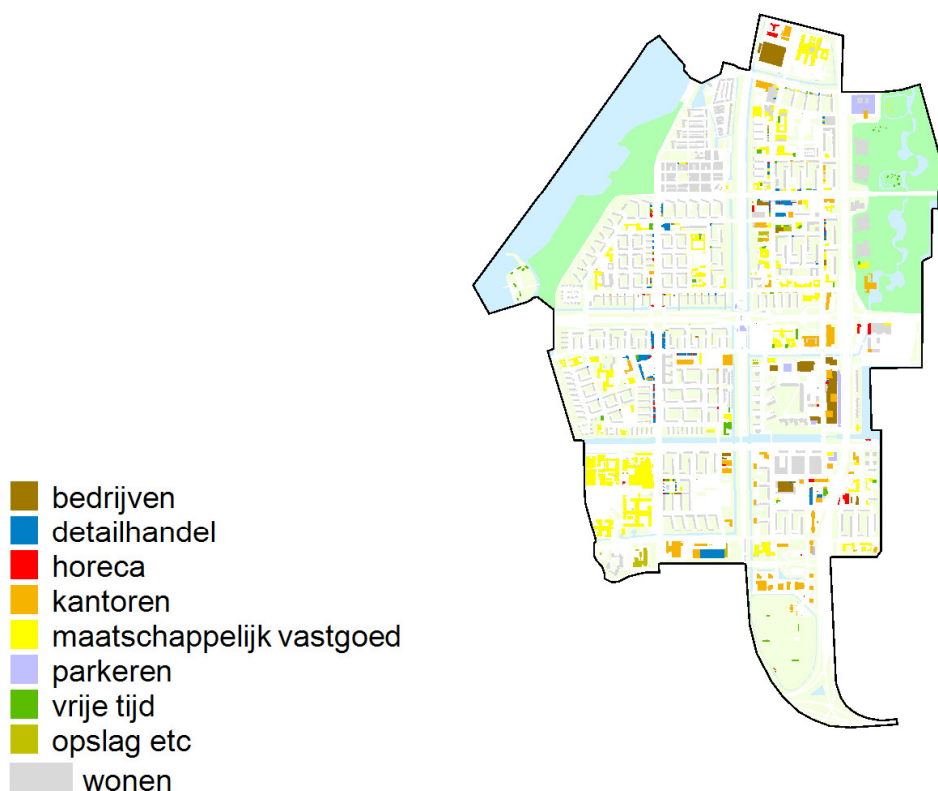 bedrijven
detailhandel
horeca
kantoren
maatschappelijk vastgoed
parkeren
vrije tijd
opslag etc
wonen